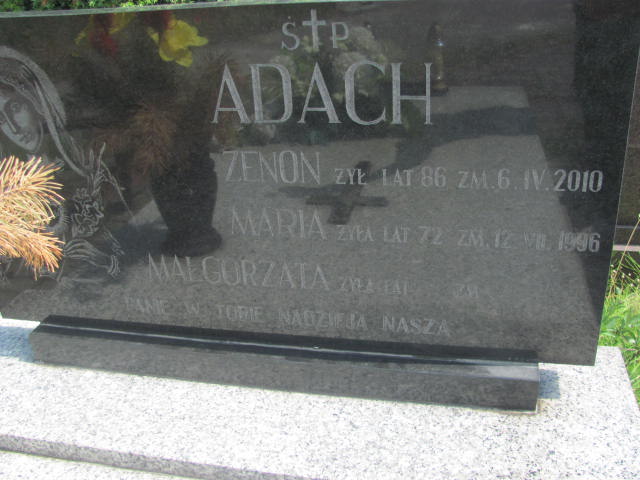 Ś P
ADACH
ZENON ŻYŁ LAT 86 ZM. 6. IV. 2010
MARIA ŻYŁA LAT 72 ZM. 12 VII. 1996
MAŁGORZATA ŻYŁA LAT ZM.
PANIE W TOBIE NADZIEJA NASZA